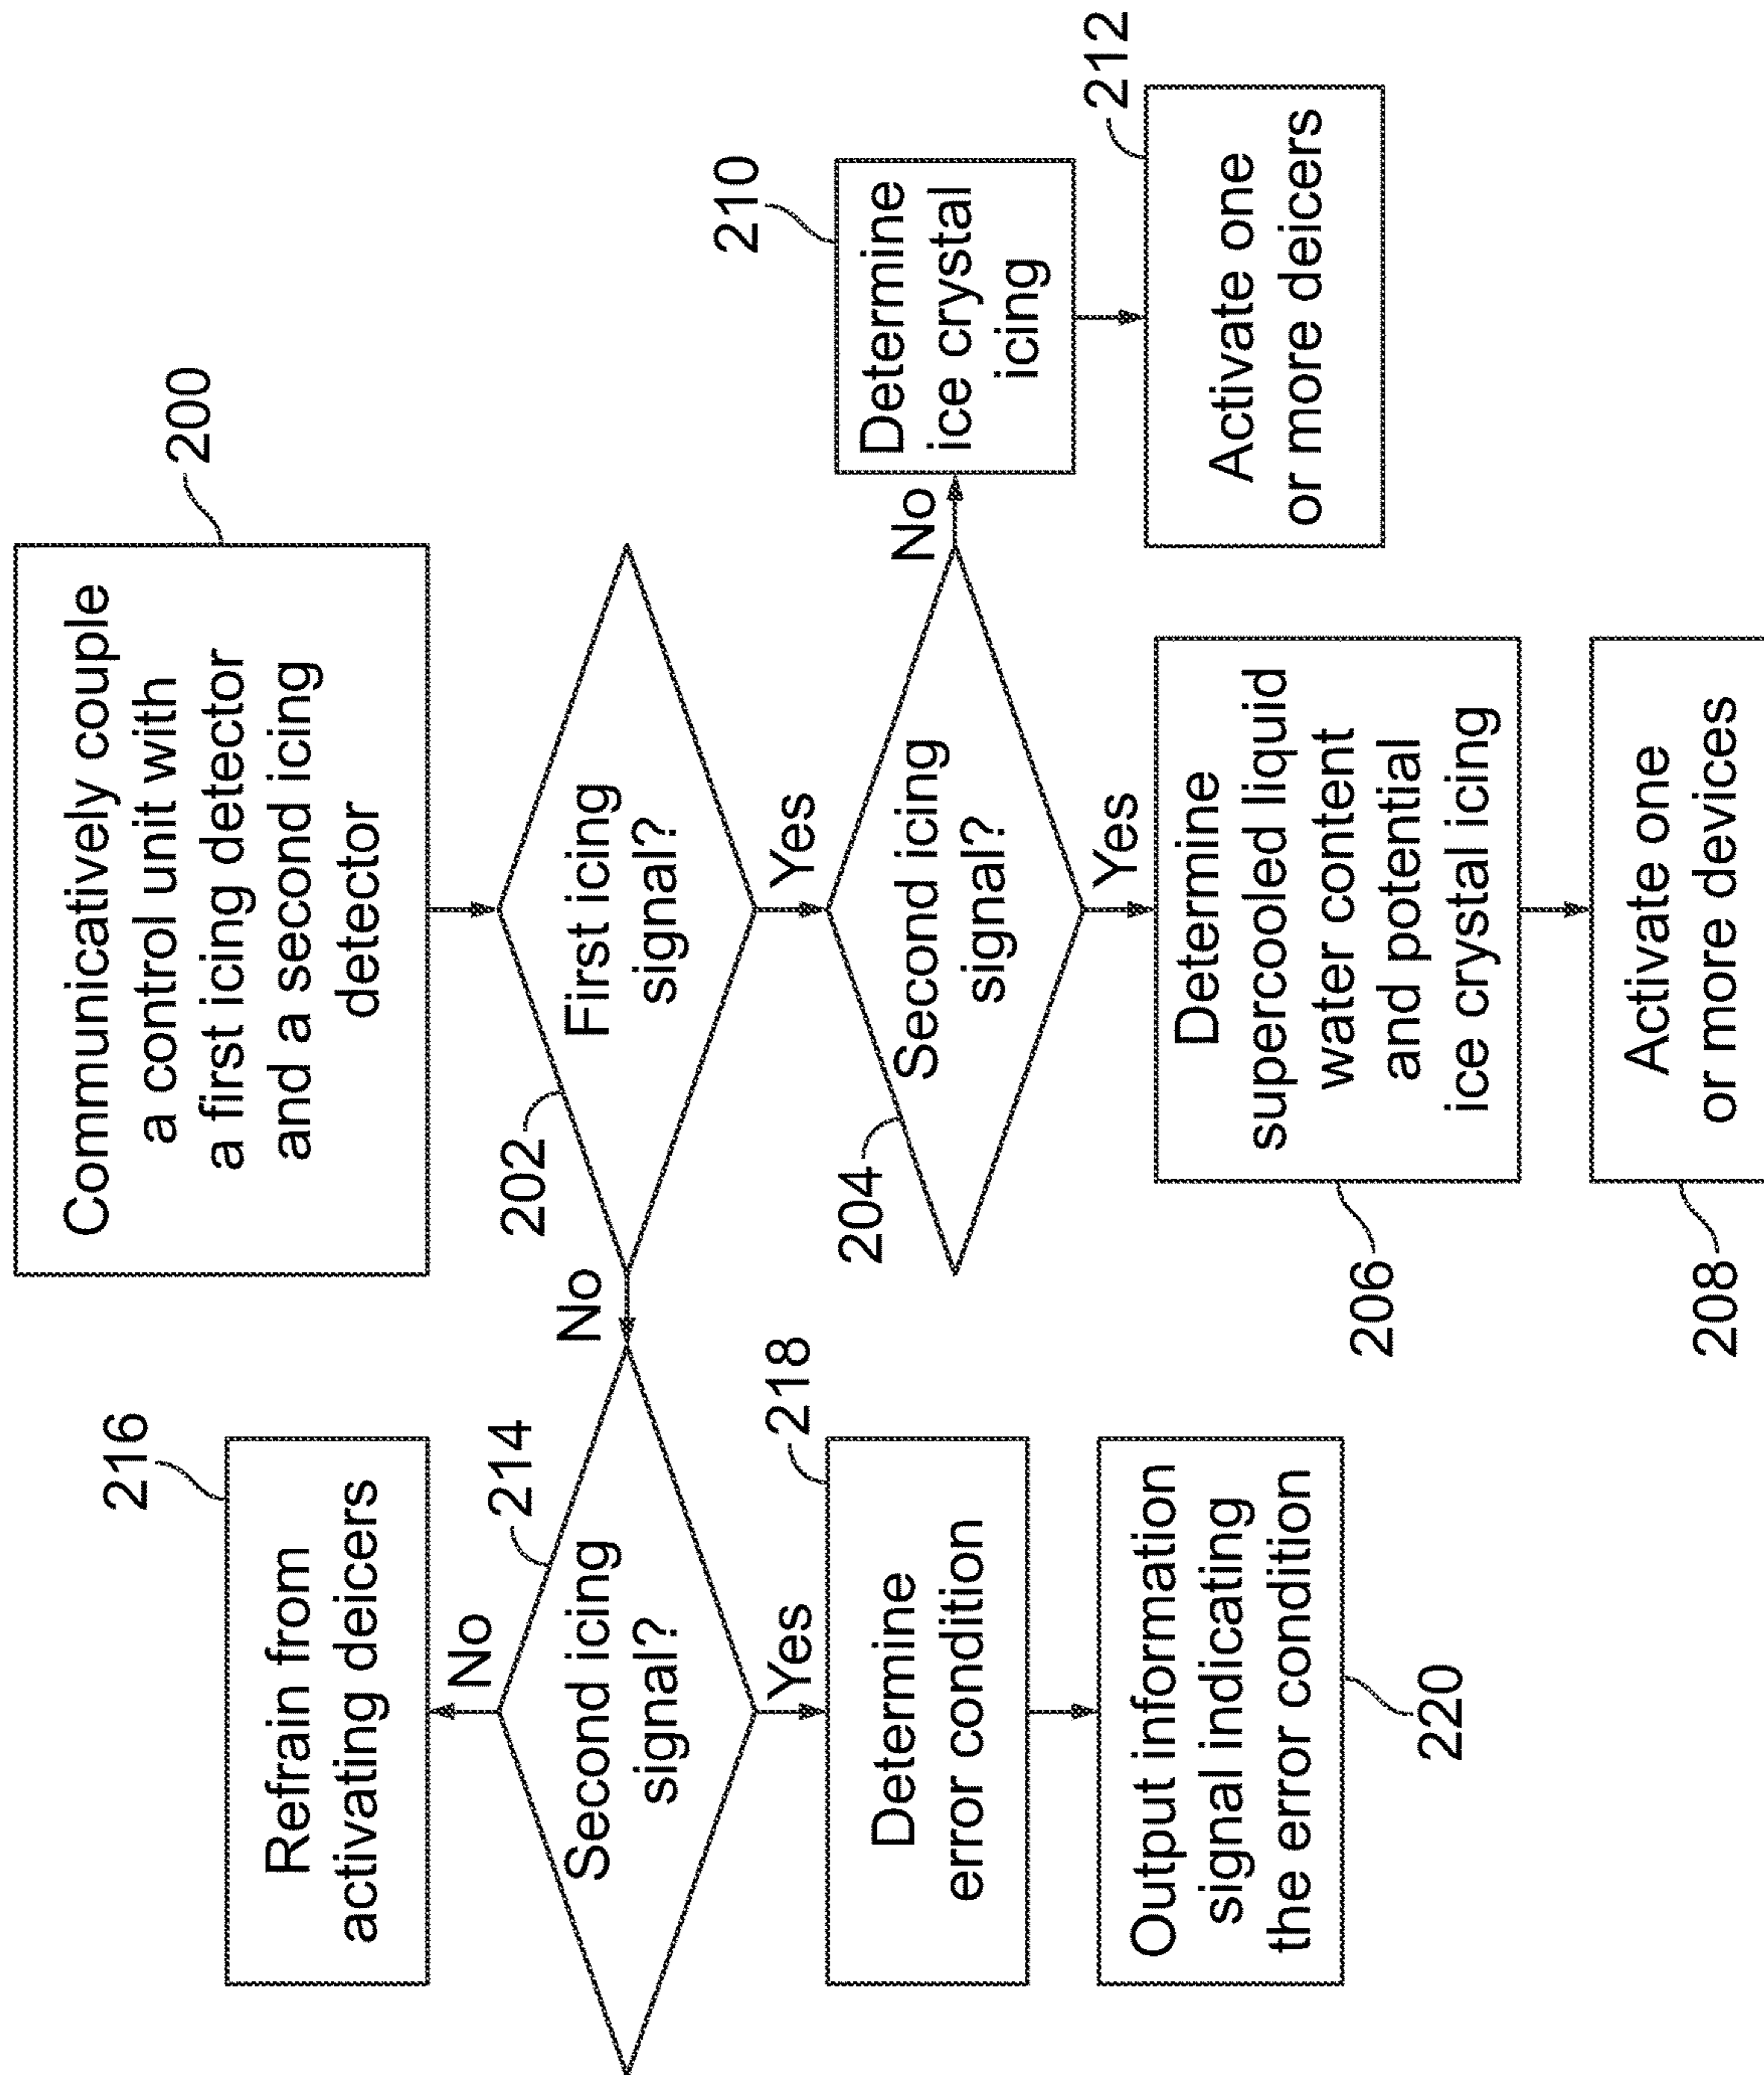 200
Communicatively couple
a control unit with
a first icing detector
and a second icing
detector
202
First icing
signal?
No
Yes
216
Refrain from
activating deicers
No
214
Second icing
signal?
Yes
218
Determine
error condition
Output information
signal indicating
the error condition
220
204
Second icing
signal?
No
Yes
210
Determine
ice crystal
icing
212
Activate one
or more deicers
206
Determine
supercooled liquid
water content
and potential
ice crystal icing
208
Activate one
or more devices